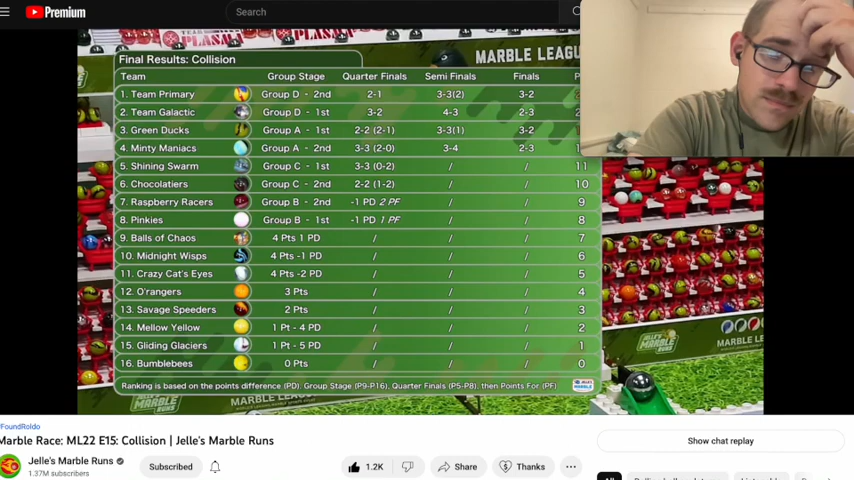 Premium
Search
TEAM PLASMA
Final Results: Collision
MARBLE LEAGUE
Team Group Stage Quarter Finals Semi Finals Finals
1. Team Primary Group D - 2nd 2-1 3-3(2) 3-2
2. Team Galactic Group D - 1st 3-2 4-3 2-3
3. Green Ducks Group A - 1st 2-2 (2-1) 3-3(1) 3-2
4. Minty Maniacs Group A - 2nd 3-3 (2-0) 3-4 2-3
5. Shining Swarm Group C - 1st 3-3 (0-2) / / 11
6. Chocolatiers Group C - 2nd 2-2 (1-2) / / 10
7. Raspberry Racers Group B - 2nd -1 PD 2 PF / / 9
8. Pinkies Group B - 1st -1 PD 1 PF / / 8
9. Balls of Chaos 4 Pts 1 PD / / / 7
10. Midnight Wisps 4 Pts -1 PD / / / 6
11. Crazy Cat's Eyes 4 Pts -2 PD / / / 5
12. O'rangers 3 Pts / / / 4
13. Savage Speeders 2 Pts / / / 3
14. Mellow Yellow 1 Pt - 4 PD / / / 2
15. Gliding Glaciers 1 Pt - 5 PD / / / 1
16. Bumblebees 0 Pts / / / 0
Ranking is based on the points difference (PD). Group Stage (P9-P16), Quarter Finals (P5-P8), then Points For (PF)
JELLE'S MARBLE RUNS
FoundRoldo
Marble Race: ML22 E15: Collision | Jelle's Marble Runs
Jelle's Marble Runs
1.37M subscribers
Subscribed
1.2K
Share
Thanks
Show chat replay
All